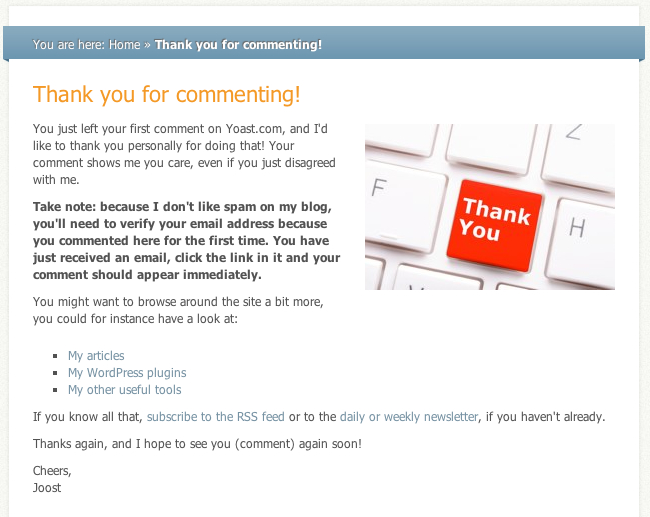 You are here: Home » Thank you for commenting!
Thank you for commenting!
You just left your first comment on Yoast.com, and I'd
like to thank you personally for doing that! Your
comment shows me you care, even if you just disagreed
with me.
Take note: because I don't like spam on my blog,
you'll need to verify your email address because
you commented here for the first time. You have
just received an email, click the link in it and your
comment should appear immediately.
Z
F
Thank
You
H
You might want to browse around the site a bit more,
you could for instance have a look at:
My articles
My WordPress plugins
My other useful tools
If you know all that, subscribe to the RSS feed or to the daily or weekly newsletter, if you haven't already.
Thanks again, and I hope to see you (comment) again soon!
Cheers,
Joost